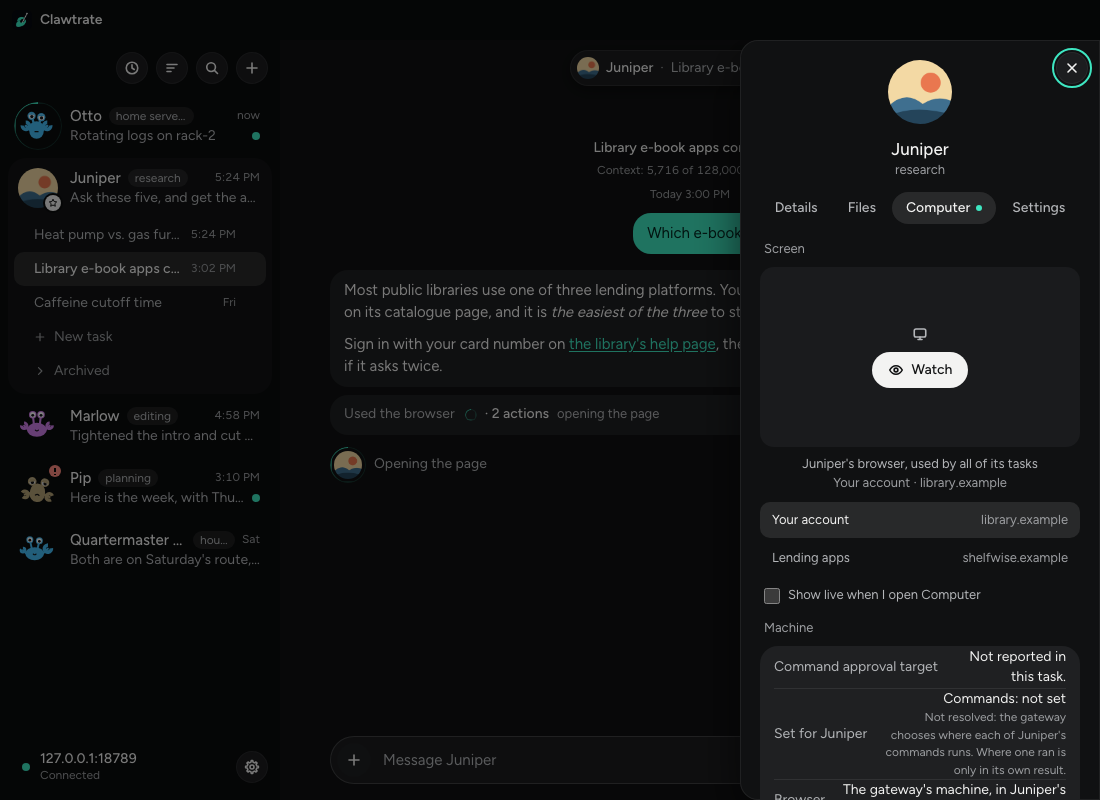 Clawtrate
Otto home serve... now
Rotating logs on rack-2
Juniper research 5:24 PM
Ask these five, and get the a...
Heat pump vs. gas fur... 5:24 PM
Library e-book apps c... 3:02 PM
Caffeine cutoff time Fri
New task
Archived
Marlow editing 4:58 PM
Tightened the intro and cut ...
Pip planning 3:10 PM
Here is the week, with Thu...
Quartermaster ... hou... Sat
Both are on Saturday's route,...
127.0.0.1:18789
Connected
Juniper · Library e-b
Library e-book apps co
Context: 5,716 of 128,000
Today 3:00 PM
Which e-book
Most public libraries use one of three lending platforms. You
on its catalogue page, and it is the easiest of the three to st
Sign in with your card number on the library's help page, the
if it asks twice.
Used the browser · 2 actions opening the page
Opening the page
Message Juniper
Juniper
research
Details Files Computer Settings
Screen
Watch
Juniper's browser, used by all of its tasks
Your account · library.example
Your account library.example
Lending apps shelfwise.example
Show live when I open Computer
Machine
Command approval target Not reported in
this task.
Set for Juniper Commands: not set
Not resolved: the gateway
chooses where each of Juniper's
commands runs. Where one ran is
only in its own result.
Browser The gateway's machine, in Juniper's